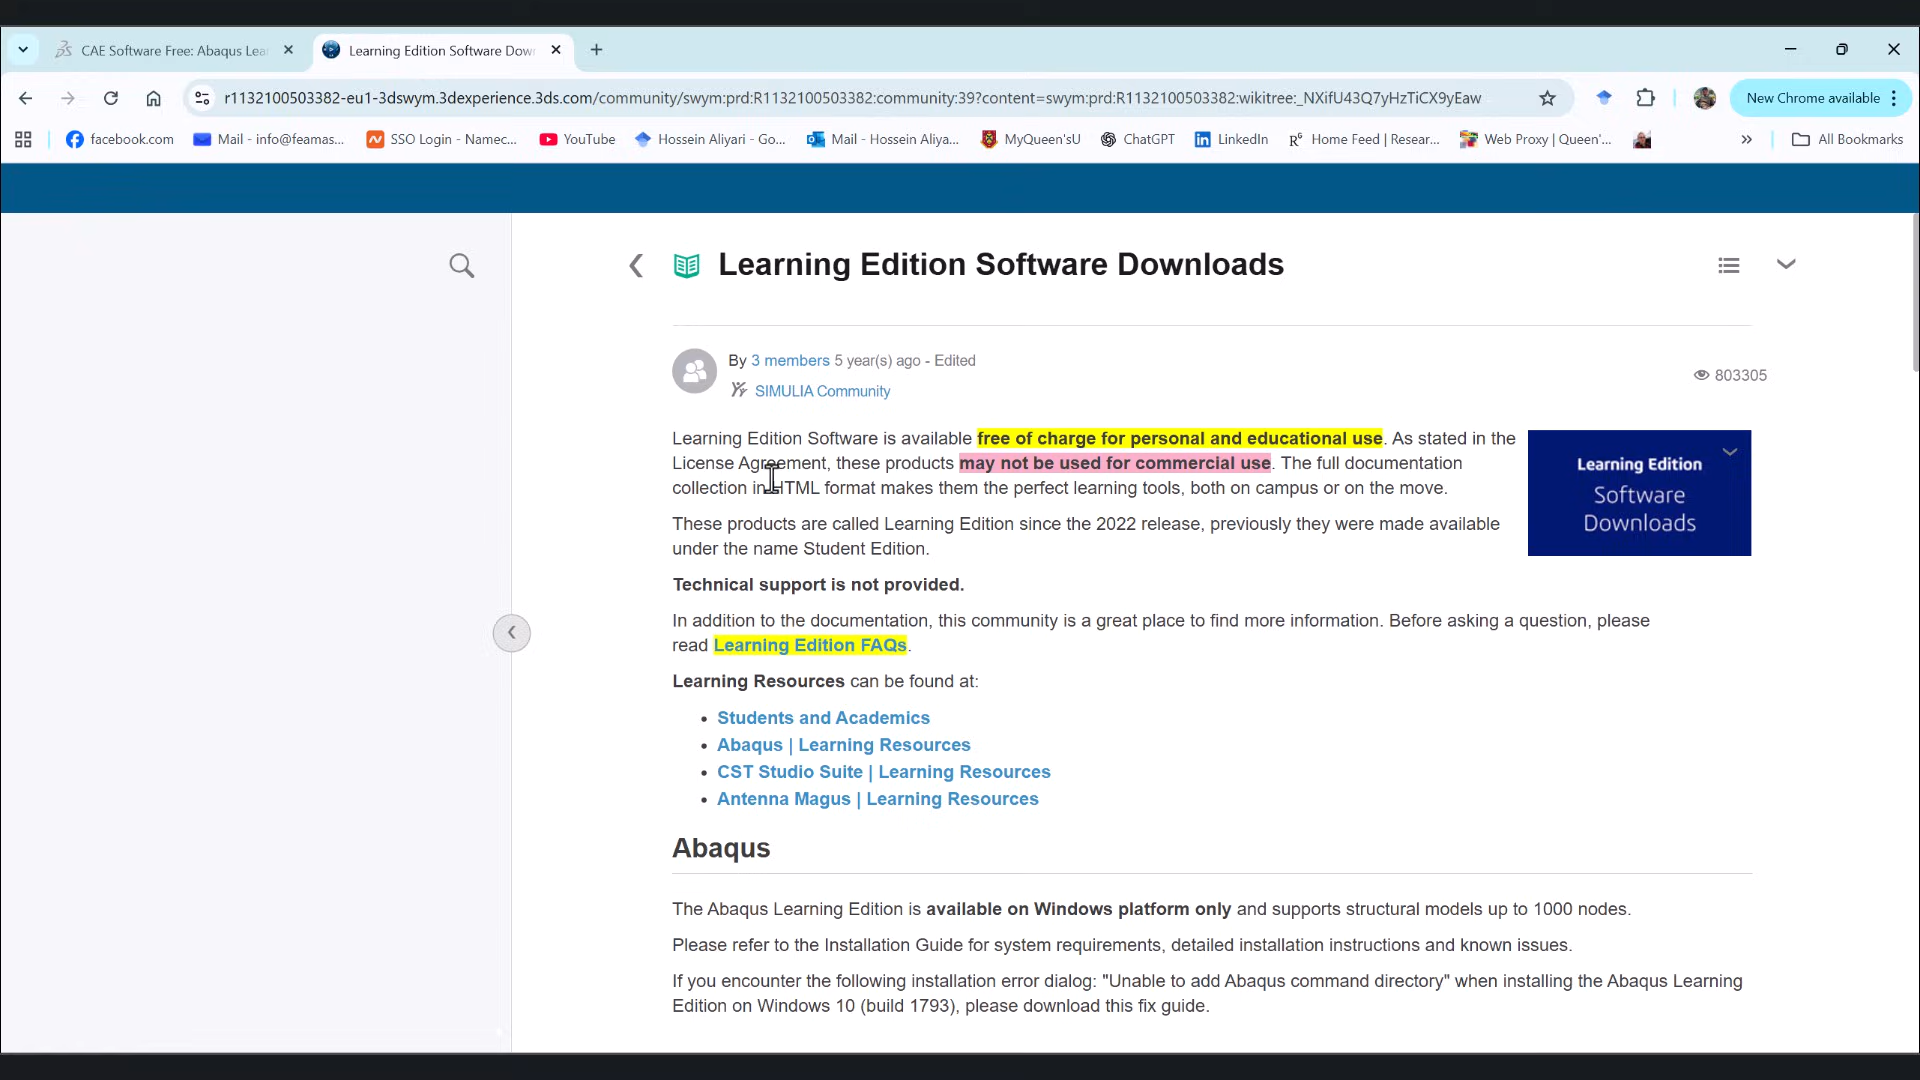 CAE Software Free: Abaqus Lea
Learning Edition Software Dow
r1132100503382-eu1-3dswym.3dexperience.3ds.com/community/swym:prd:R1132100503382:community:39?content=swym:prd:R1132100503382:wikitree:_NXifU43Q7yHzTiCX9yEaw
New Chrome available
facebook.com
Mail - info@feamas...
SSO Login - Namec...
YouTube
Hossein Aliyari - Go...
Mail - Hossein Aliya...
MyQueen'sU
ChatGPT
LinkedIn
Home Feed | Resear...
Web Proxy | Queen'...
All Bookmarks
Learning Edition Software Downloads
By 3 members 5 year(s) ago - Edited
SIMULIA Community
803305
Learning Edition Software is available free of charge for personal and educational use. As stated in the
License Agreement, these products may not be used for commercial use. The full documentation
collection in HTML format makes them the perfect learning tools, both on campus or on the move.
Learning Edition
Software
Downloads
These products are called Learning Edition since the 2022 release, previously they were made available
under the name Student Edition.
Technical support is not provided.
In addition to the documentation, this community is a great place to find more information. Before asking a question, please
read Learning Edition FAQs.
Learning Resources can be found at:
• Students and Academics
• Abaqus | Learning Resources
• CST Studio Suite | Learning Resources
• Antenna Magus | Learning Resources
Abaqus
The Abaqus Learning Edition is available on Windows platform only and supports structural models up to 1000 nodes.
Please refer to the Installation Guide for system requirements, detailed installation instructions and known issues.
If you encounter the following installation error dialog: "Unable to add Abaqus command directory" when installing the Abaqus Learning
Edition on Windows 10 (build 1793), please download this fix guide.